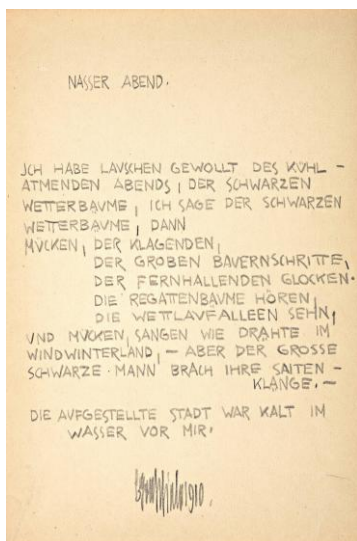 NASSER ABEND.
ICH HABE LAUSCHEN GEWOLLT DES KÜHL –
ATMENDEN ABENDS, DER SCHWARZEN
WETTERBÄUME, ICH SAGE DER SCHWARZEN
WETTERBÄUME, DANN
MÜCKEN, DER KLAGENDEN,
DER GROBEN BAUERNSCHRITTE,
DER FERNHALLENDEN GLOCKEN.
DIE REGATTENBÄUME HÖREN,
DIE WETTLAUFALLEEN SEHN,
UND MÜCKEN, SANGEN WIE DRÄHTE IM
WINDWINTERLAND, – ABER DER GROSSE
SCHWARZE MANN BRACH IHRE SAITEN –
KLÄNGE. –
DIE AUFGESTELLTE STADT WAR KALT IM
WASSER VOR MIR.
1910.